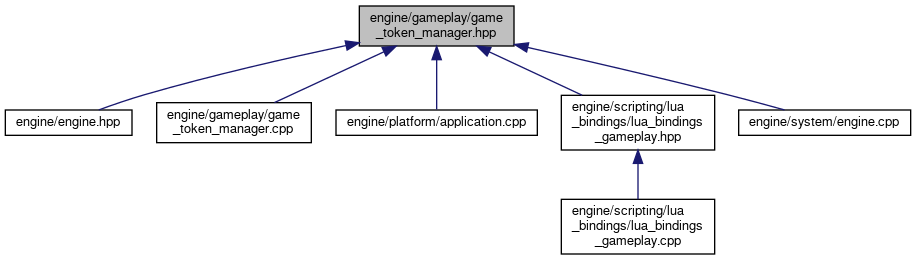 engine/gameplay/game
_token_manager.hpp
engine/engine.hpp
engine/gameplay/game
_token_manager.cpp
engine/platform/application.cpp
engine/scripting/lua
_bindings/lua_bindings
_gameplay.hpp
engine/system/engine.cpp
engine/scripting/lua
_bindings/lua_bindings
_gameplay.cpp